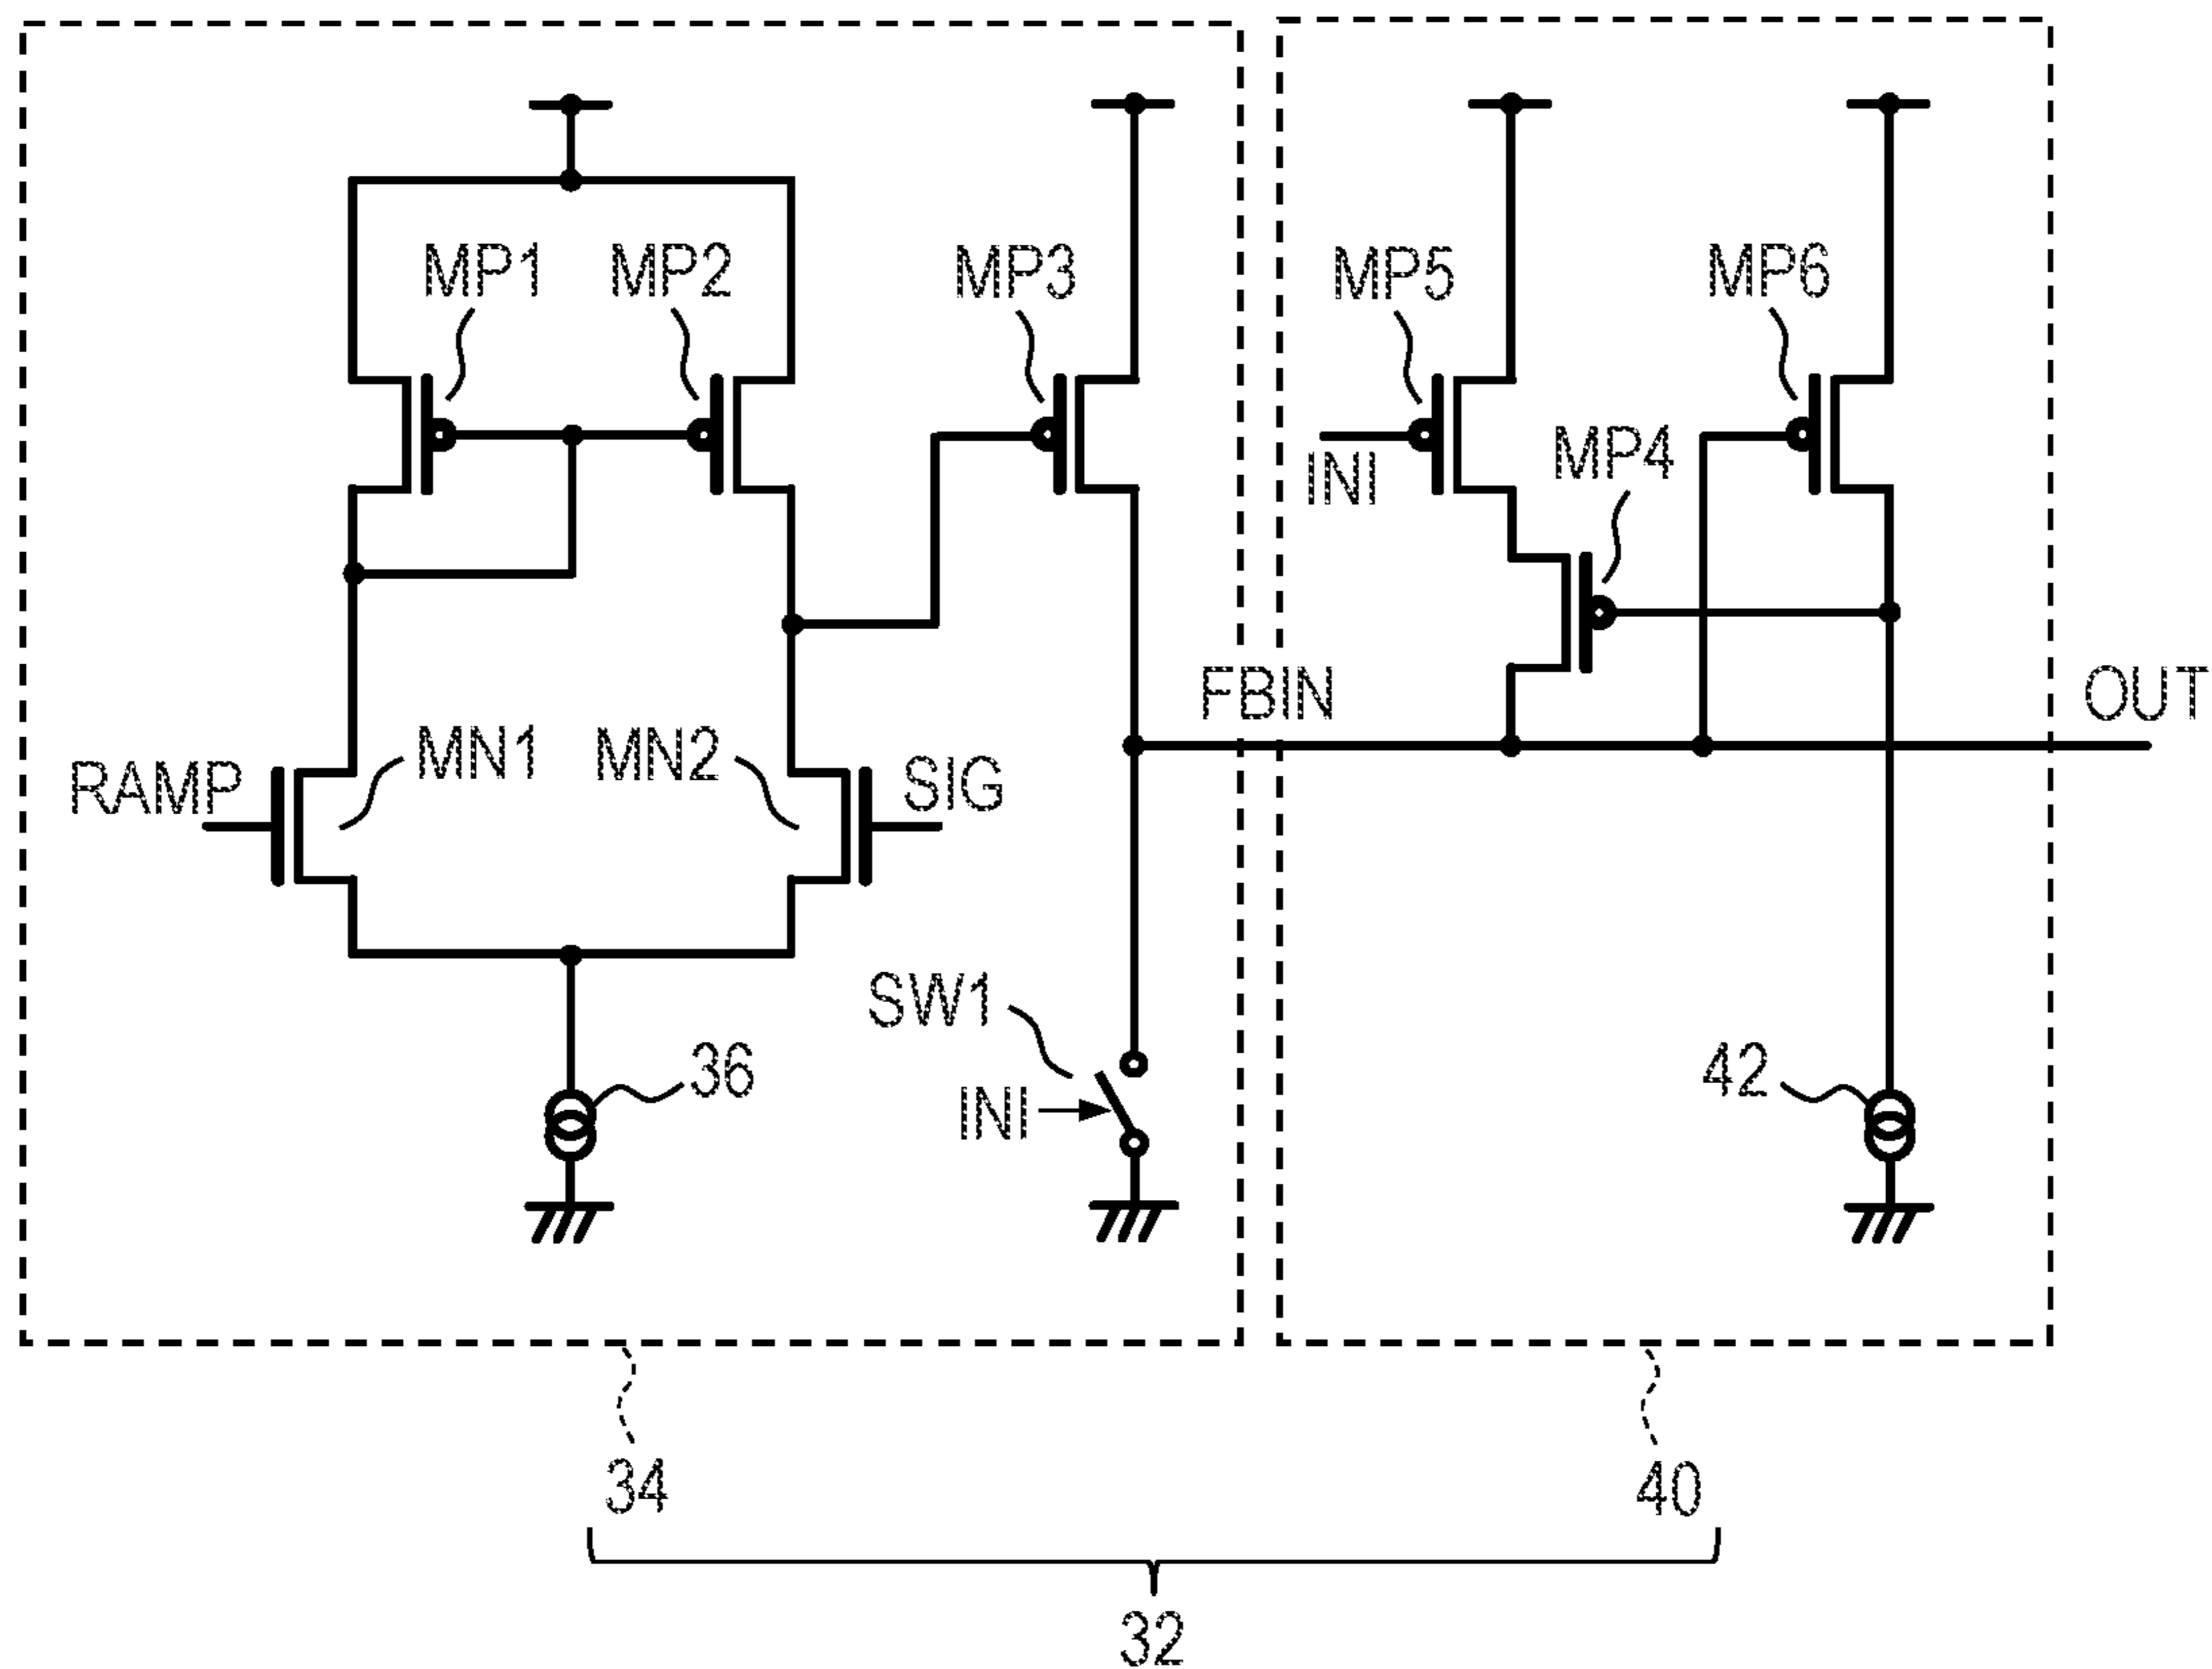 MP1
MP2
MP3
MP5
MP6
INI
MP4
FBIN
OUT
RAMP
MN1
MN2
SIG
SW1
INI
36
42
34
40
32